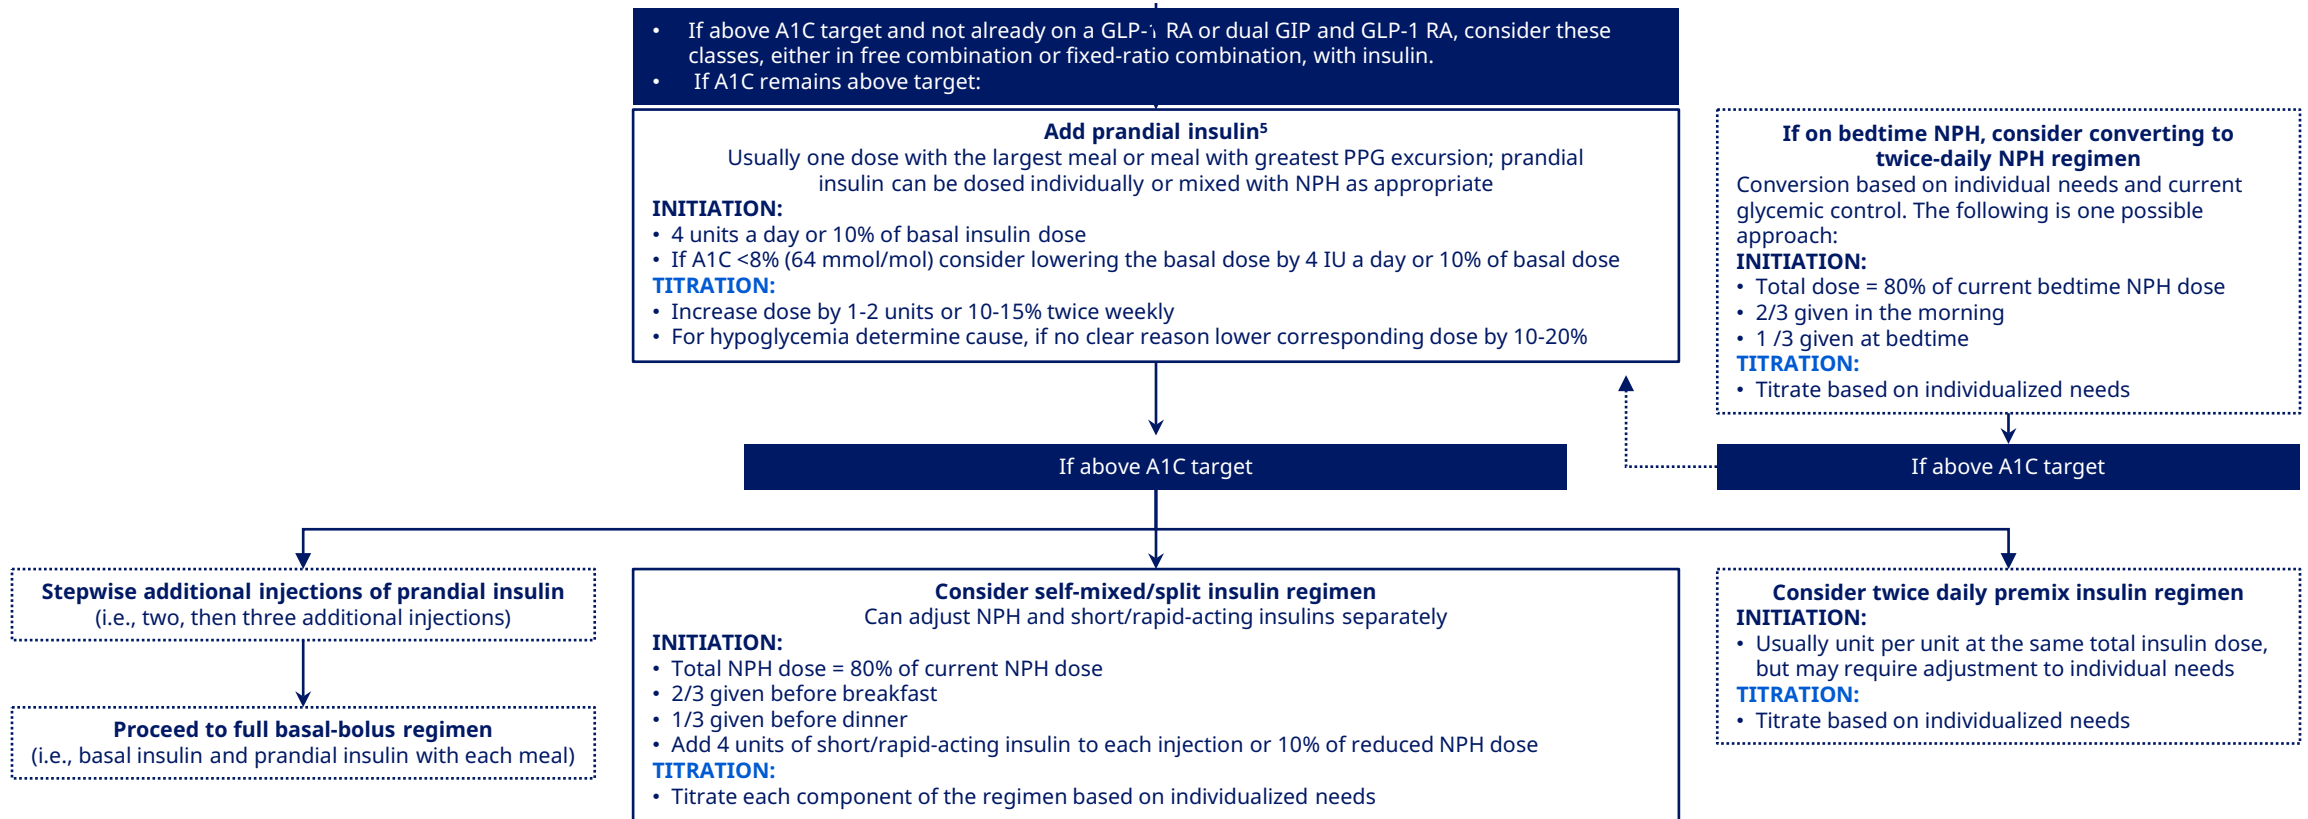 • If above A1C target and not already on a GLP-1 RA or dual GIP and GLP-1 RA, consider these
classes, either in free combination or fixed-ratio combination, with insulin.
• If A1C remains above target:
Add prandial insulin⁵
Usually one dose with the largest meal or meal with greatest PPG excursion; prandial
insulin can be dosed individually or mixed with NPH as appropriate
INITIATION:
• 4 units a day or 10% of basal insulin dose
• If A1C <8% (64 mmol/mol) consider lowering the basal dose by 4 IU a day or 10% of basal dose
TITRATION:
• Increase dose by 1-2 units or 10-15% twice weekly
• For hypoglycemia determine cause, if no clear reason lower corresponding dose by 10-20%
If on bedtime NPH, consider converting to
twice-daily NPH regimen
Conversion based on individual needs and current
glycemic control. The following is one possible
approach:
INITIATION:
• Total dose = 80% of current bedtime NPH dose
• 2/3 given in the morning
• 1 /3 given at bedtime
TITRATION:
• Titrate based on individualized needs
If above A1C target
If above A1C target
Stepwise additional injections of prandial insulin
(i.e., two, then three additional injections)
Proceed to full basal-bolus regimen
(i.e., basal insulin and prandial insulin with each meal)
Consider self-mixed/split insulin regimen
Can adjust NPH and short/rapid-acting insulins separately
INITIATION:
• Total NPH dose = 80% of current NPH dose
• 2/3 given before breakfast
• 1/3 given before dinner
• Add 4 units of short/rapid-acting insulin to each injection or 10% of reduced NPH dose
TITRATION:
• Titrate each component of the regimen based on individualized needs
Consider twice daily premix insulin regimen
INITIATION:
• Usually unit per unit at the same total insulin dose,
but may require adjustment to individual needs
TITRATION:
• Titrate based on individualized needs